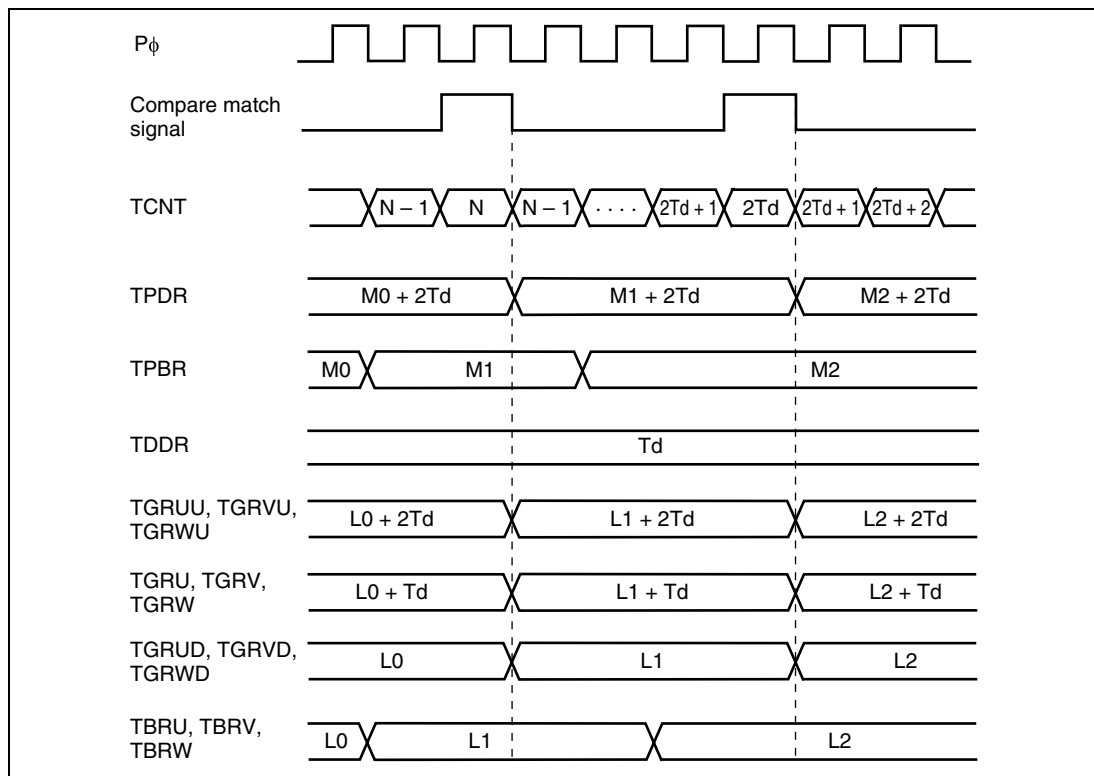 Pϕ
Compare match
signal
TCNT
N – 1
N
N – 1
· · · ·
2Td + 1
2Td
2Td + 1
2Td + 2
TPDR
M0 + 2Td
M1 + 2Td
M2 + 2Td
TPBR
M0
M1
M2
TDDR
Td
TGRUU, TGRVU,
TGRWU
L0 + 2Td
L1 + 2Td
L2 + 2Td
TGRU, TGRV,
TGRW
L0 + Td
L1 + Td
L2 + Td
TGRUD, TGRVD,
TGRWD
L0
L1
L2
TBRU, TBRV,
TBRW
L0
L1
L2